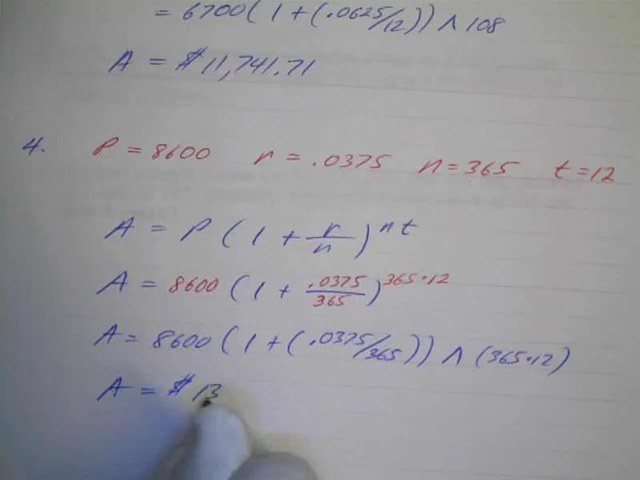 = 6700(1+(.0625/12))^108
A = $11,741.71
4. P=8600 r=.0375 n=365 t=12
A = P(1+r/n)^nt
A = 8600(1+.0375/365)^365·12
A = 8600(1+(.0375/365))^(365·12)
A = $13